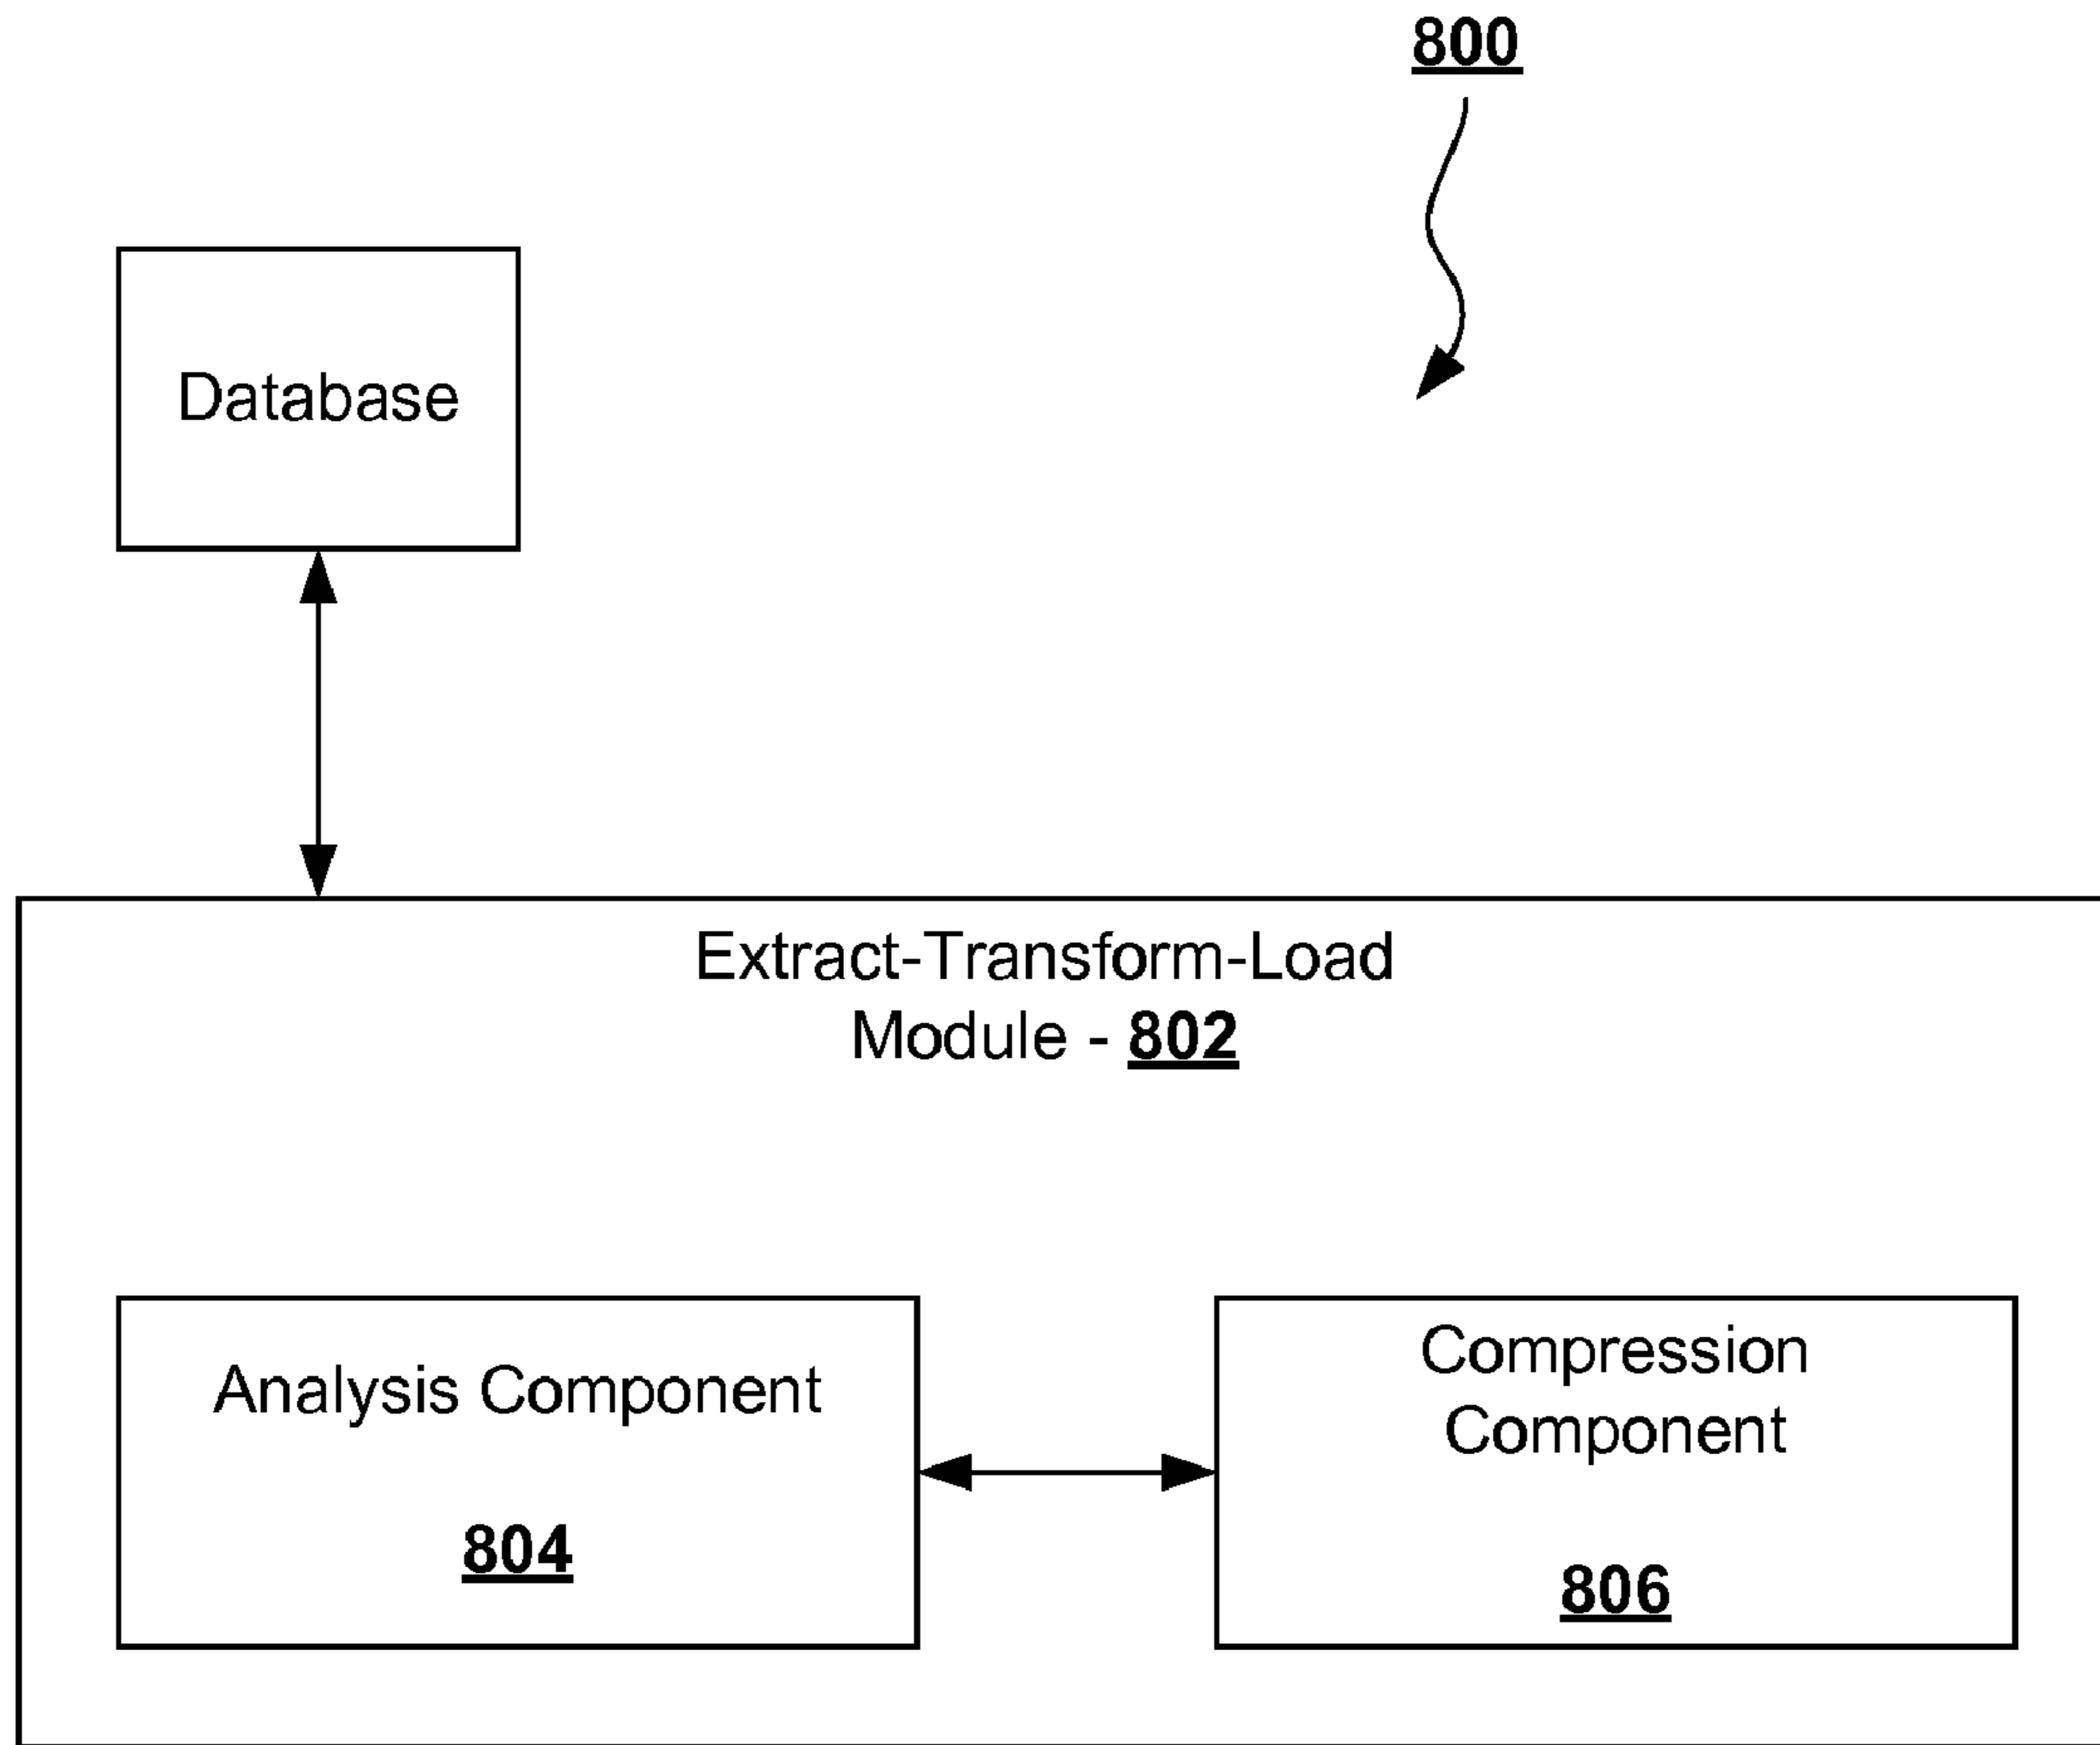 800
Database
Extract-Transform-Load
Module - 802
Analysis Component
804
Compression
Component
806